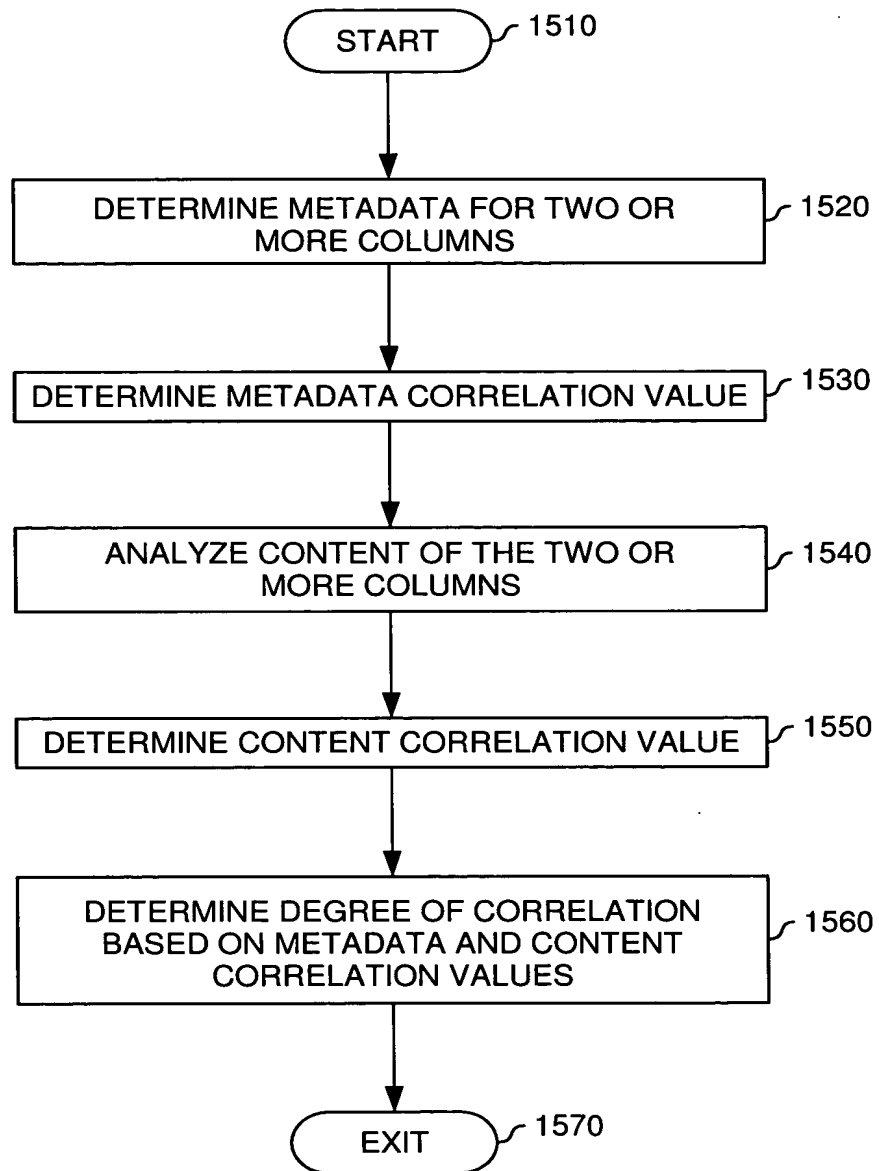 START
1510
DETERMINE METADATA FOR TWO OR
MORE COLUMNS
1520
DETERMINE METADATA CORRELATION VALUE
1530
ANALYZE CONTENT OF THE TWO OR
MORE COLUMNS
1540
DETERMINE CONTENT CORRELATION VALUE
1550
DETERMINE DEGREE OF CORRELATION
BASED ON METADATA AND CONTENT
CORRELATION VALUES
1560
EXIT
1570